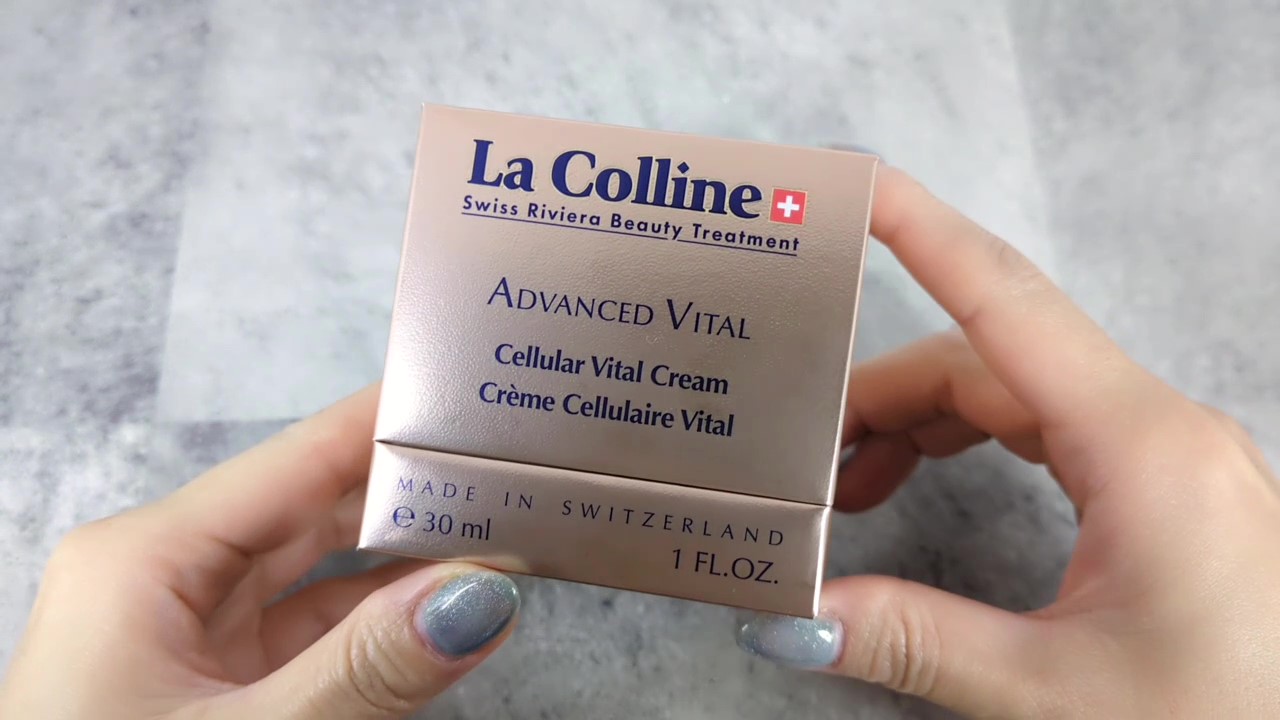 La Colline
Swiss Riviera Beauty Treatment
ADVANCED VITAL
Cellular Vital Cream
Crème Cellulaire Vital
MADE IN SWITZERLAND
℮ 30 ml
1 FL.OZ.